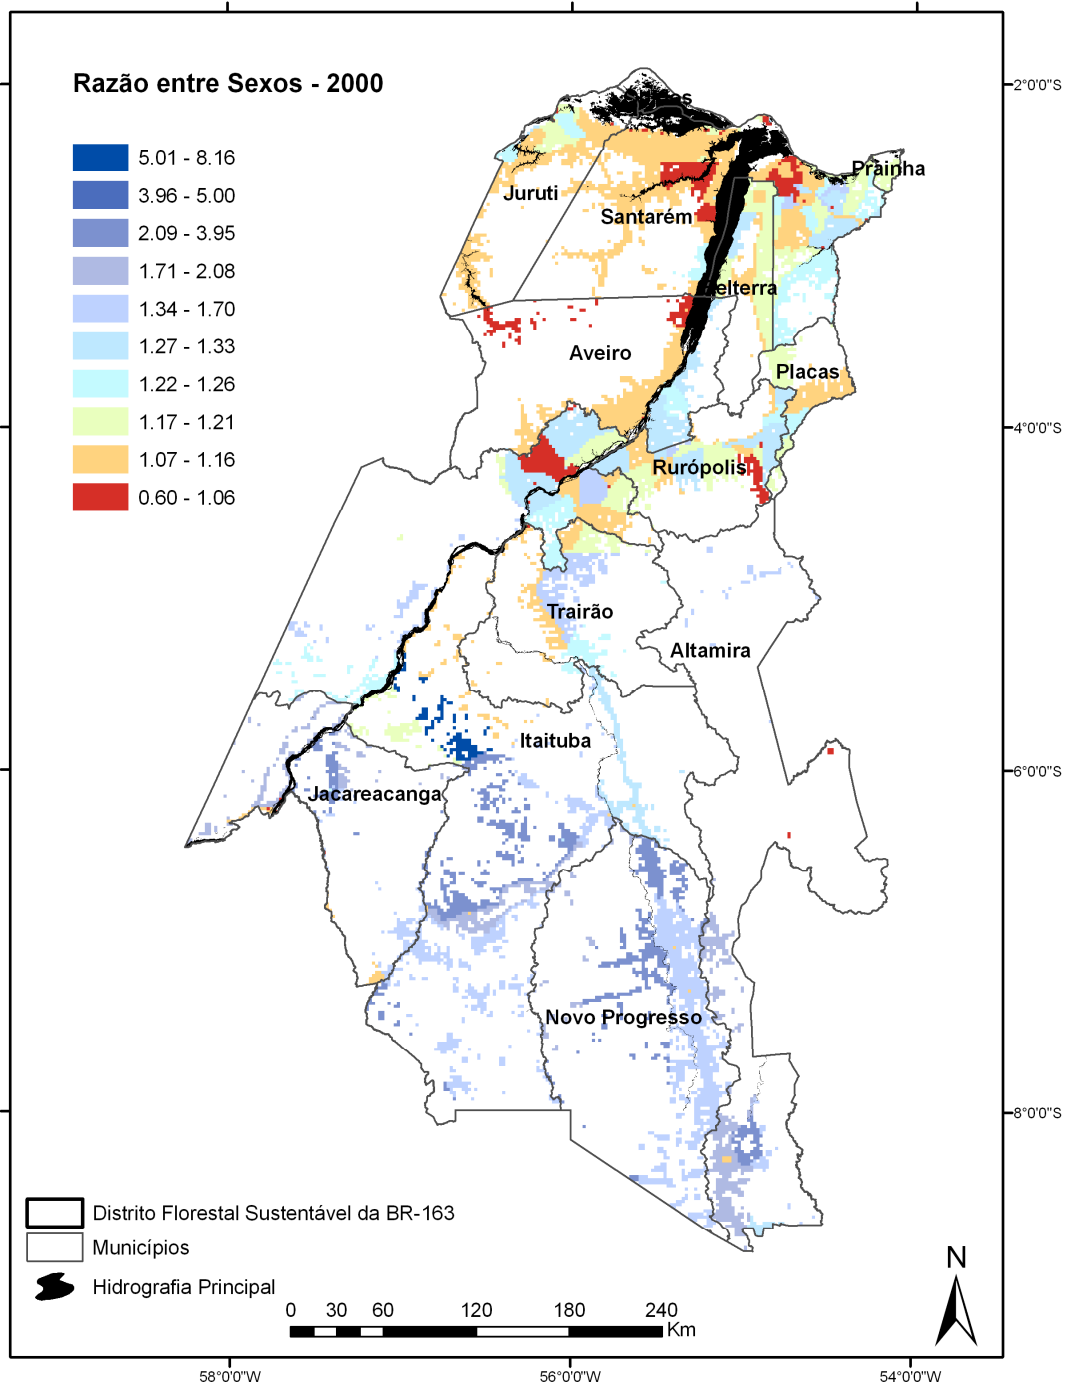 Razão entre Sexos - 2000
5.01 - 8.16
3.96 - 5.00
2.09 - 3.95
1.71 - 2.08
1.34 - 1.70
1.27 - 1.33
1.22 - 1.26
1.17 - 1.21
1.07 - 1.16
0.60 - 1.06
2°0'0"S
Prainha
Juruti
Santarém
elterra
Aveiro
Placas
4°0'0"S
Rurópolis
Trairão
Altamira
Itaituba
6°0'0"S
Jacareacanga
Novo Progresso
8°0'0"S
Distrito Florestal Sustentável da BR-163
Municípios
Hidrografia Principal
N
0 30 60 120 180 240
Km
58°0'0"W 56°0'0"W 54°0'0"W